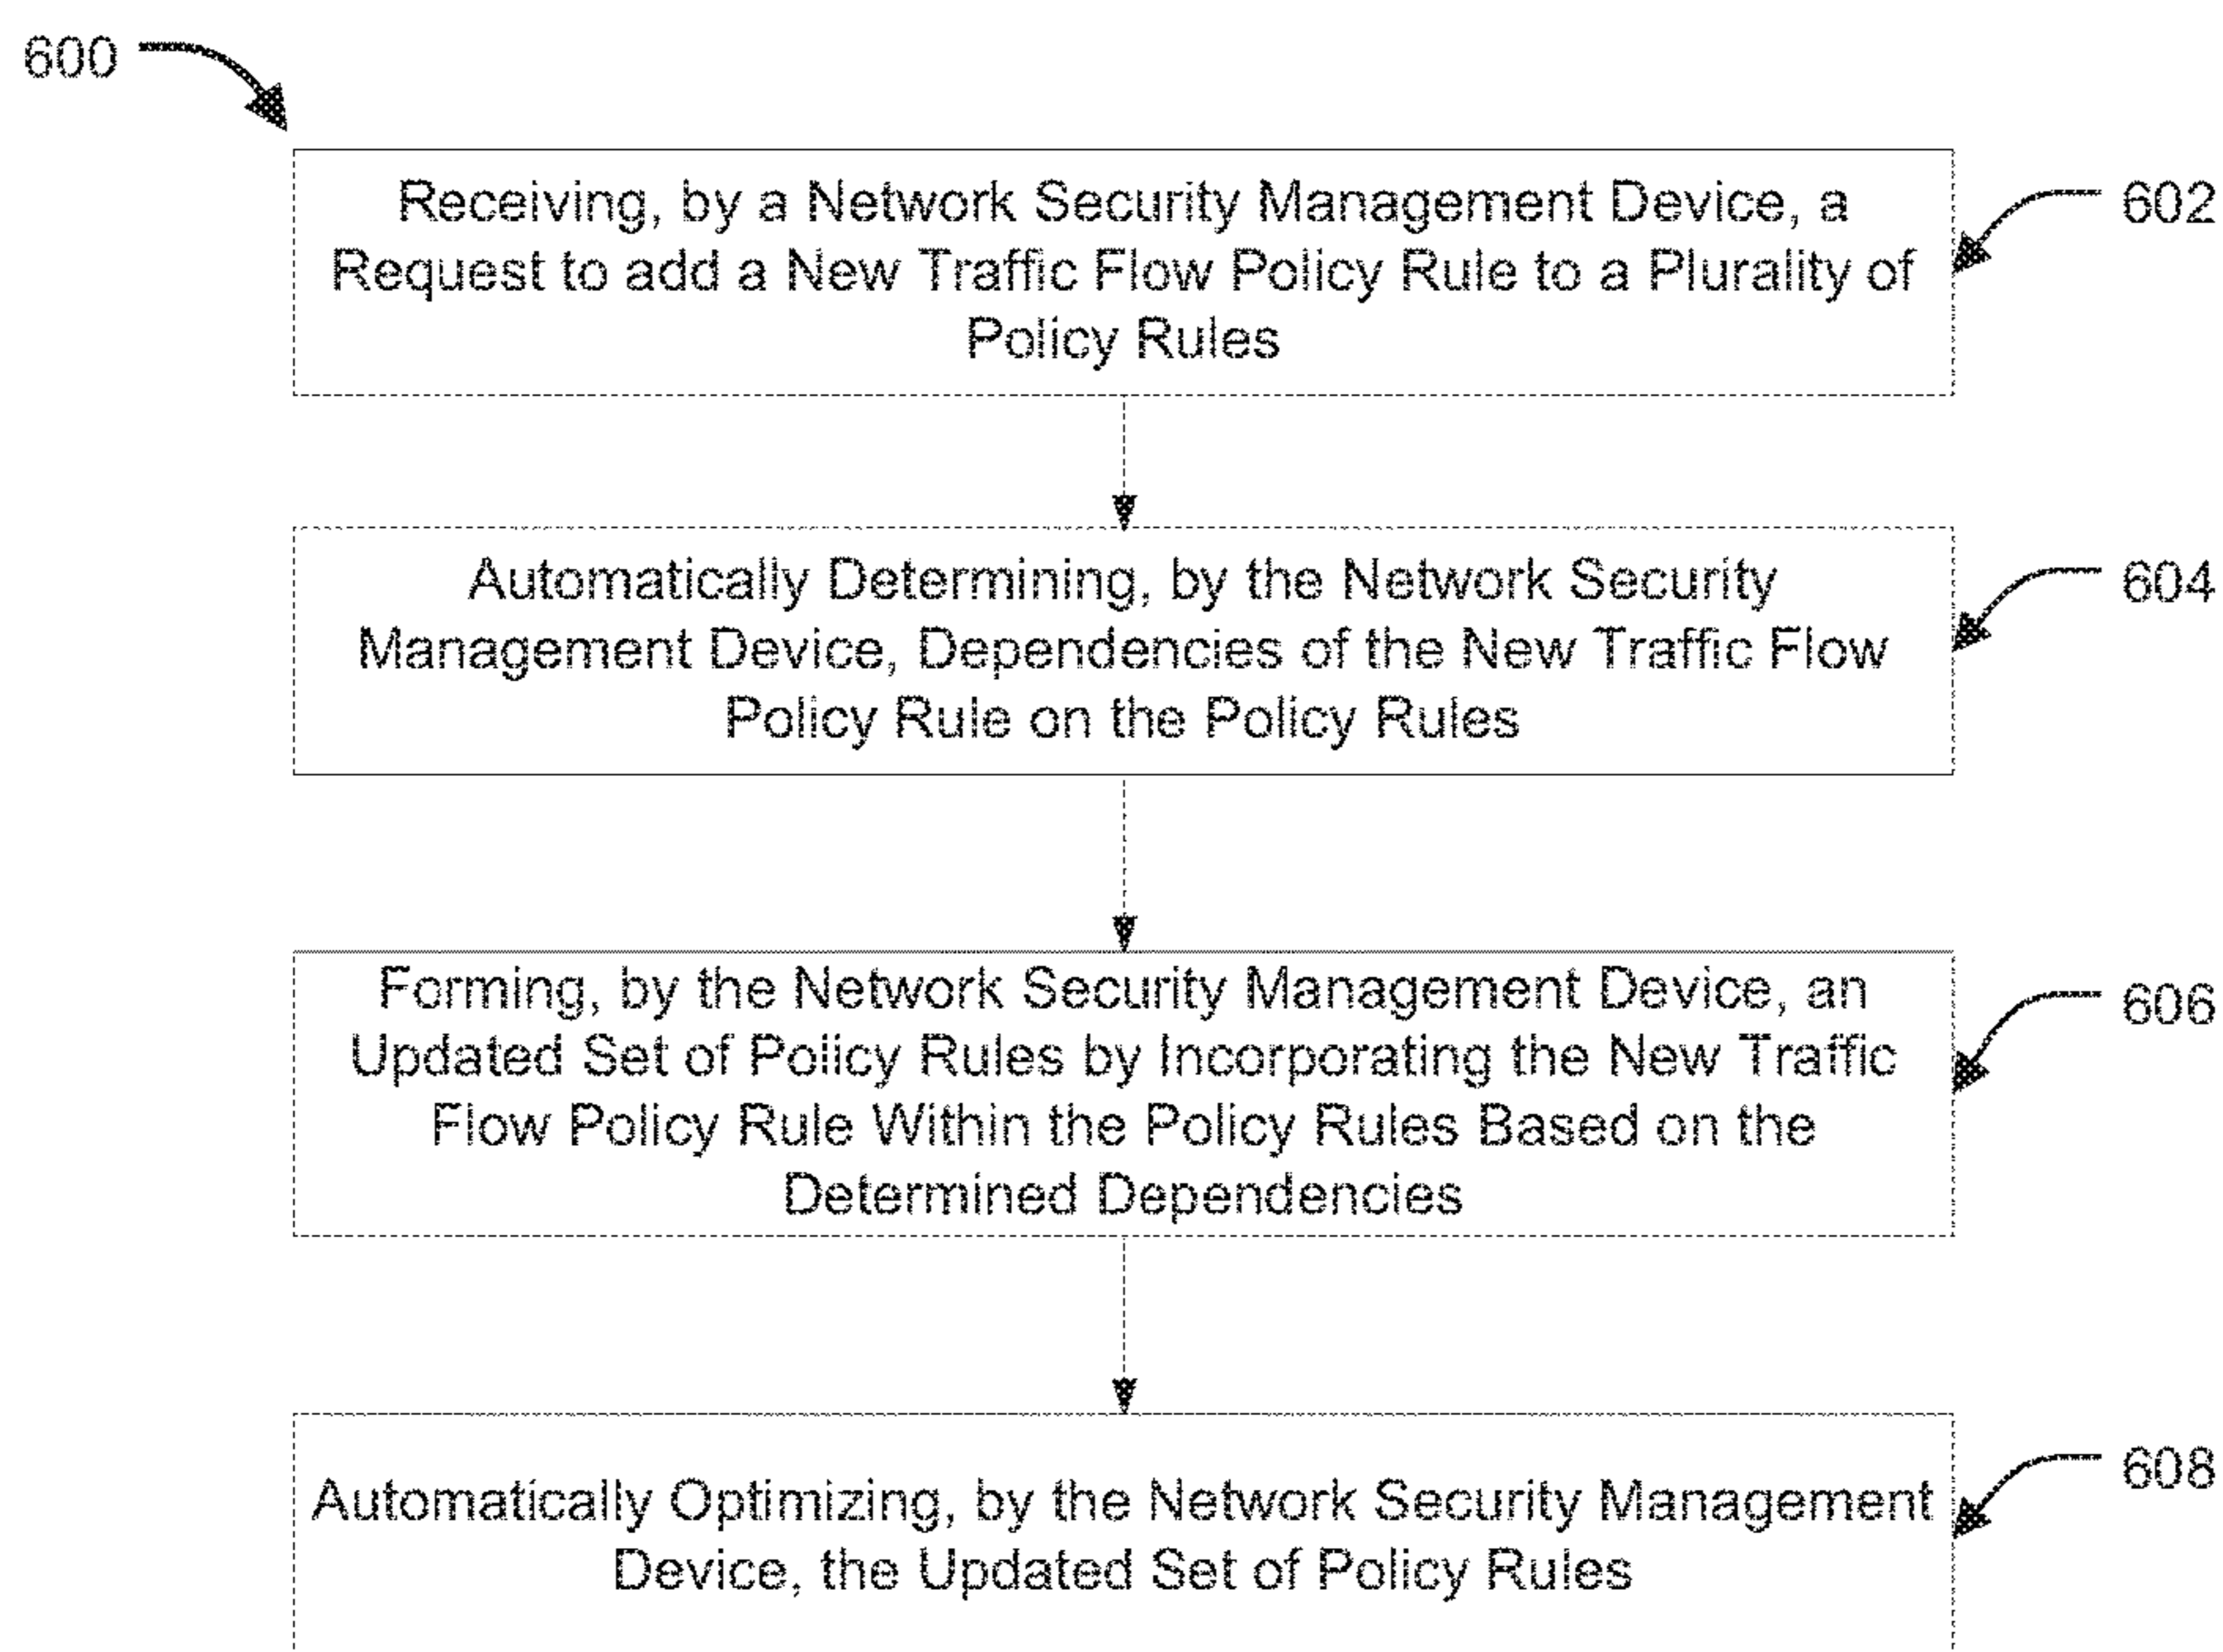 600
Receiving, by a Network Security Management Device, a
Request to add a New Traffic Flow Policy Rule to a Plurality of
Policy Rules
602
Automatically Determining, by the Network Security
Management Device, Dependencies of the New Traffic Flow
Policy Rule on the Policy Rules
604
Forming, by the Network Security Management Device, an
Updated Set of Policy Rules by Incorporating the New Traffic
Flow Policy Rule Within the Policy Rules Based on the
Determined Dependencies
606
Automatically Optimizing, by the Network Security Management
Device, the Updated Set of Policy Rules
608